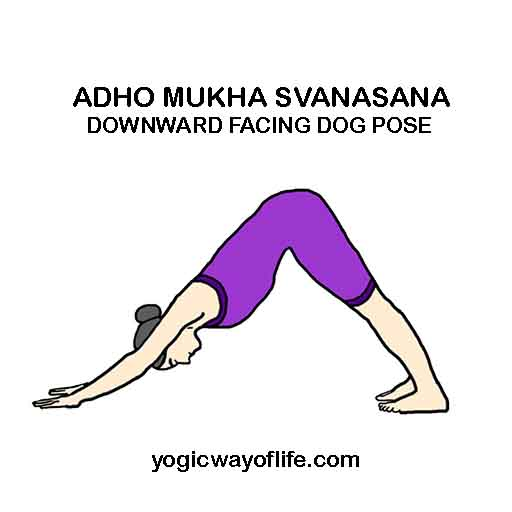 ADHO MUKHA SVANASANA
DOWNWARD FACING DOG POSE
yogicwayoflife.com